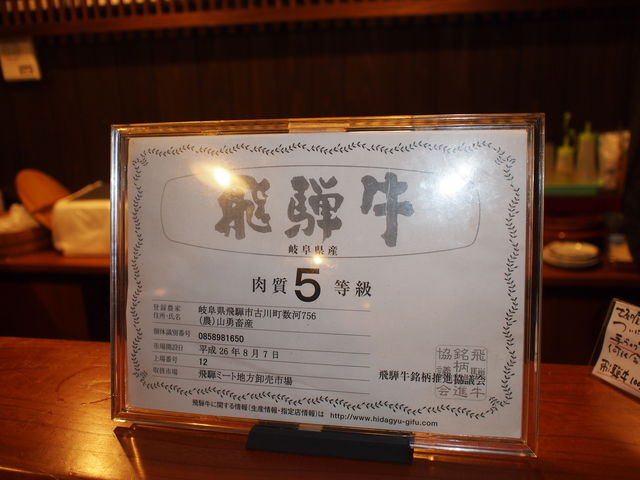 飛騨牛
岐阜県産
肉質5等級
登録農家
住所・氏名
岐阜県飛騨市古川町数河756
(農)山勇畜産
個体識別番号 0858981650
市場開設日 平成26年8月7日
上場番号 12
取扱市場 飛騨ミート地方卸売市場
飛騨牛銘柄推進協議会
飛騨牛
銘柄推進
協議会
飛騨牛に関する情報(生産情報・指定店情報)は http://www.hidagyu-gifu.com
飛騨牛